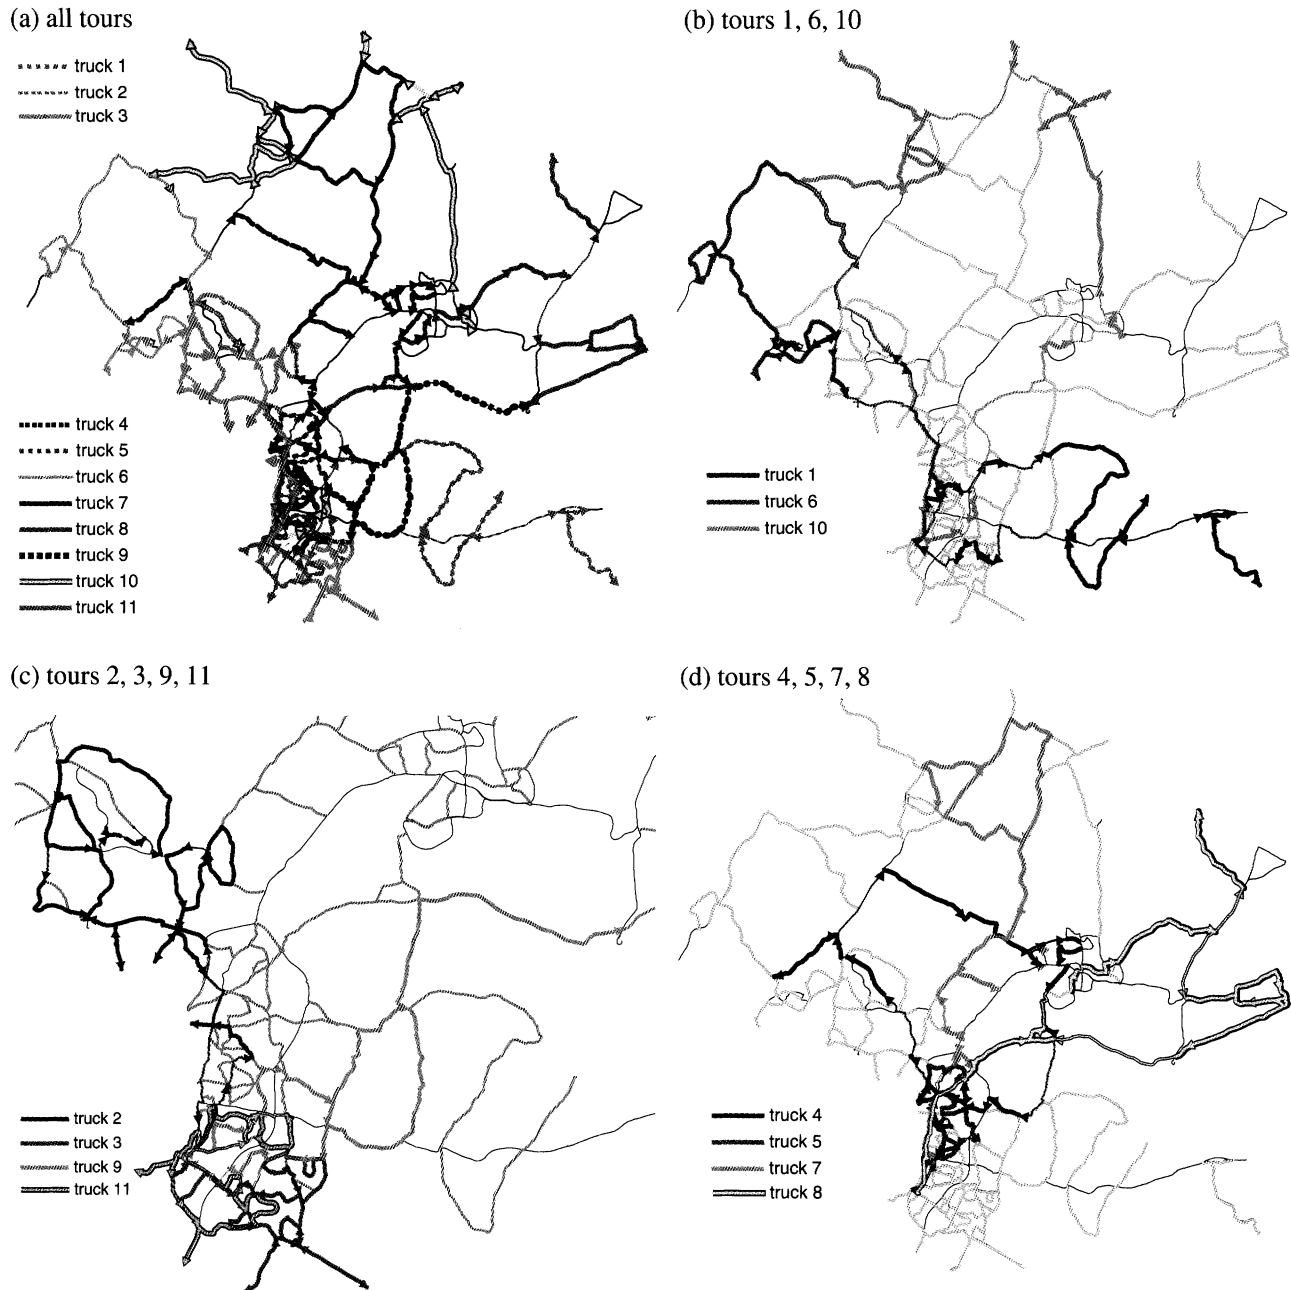 (a) all tours
truck 1
truck 2
truck 3
truck 4
truck 5
truck 6
truck 7
truck 8
truck 9
truck 10
truck 11
(b) tours 1, 6, 10
truck 1
truck 6
truck 10
(c) tours 2, 3, 9, 11
truck 2
truck 3
truck 9
truck 11
(d) tours 4, 5, 7, 8
truck 4
truck 5
truck 7
truck 8